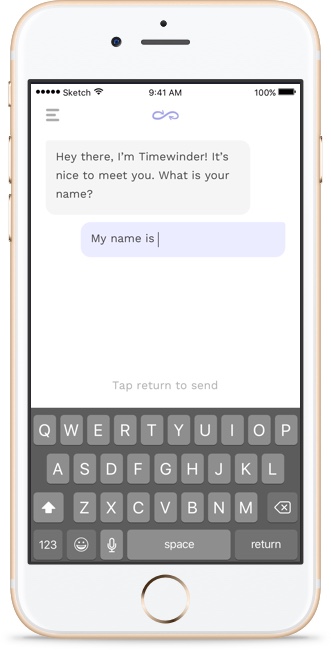 Sketch 9:41 AM 100%
Hey there, I'm Timewinder! It's
nice to meet you. What is your
name?
My name is
Tap return to send
Q W E R T Y U I O P
A S D F G H J K L
Z X C V B N M
123 space return